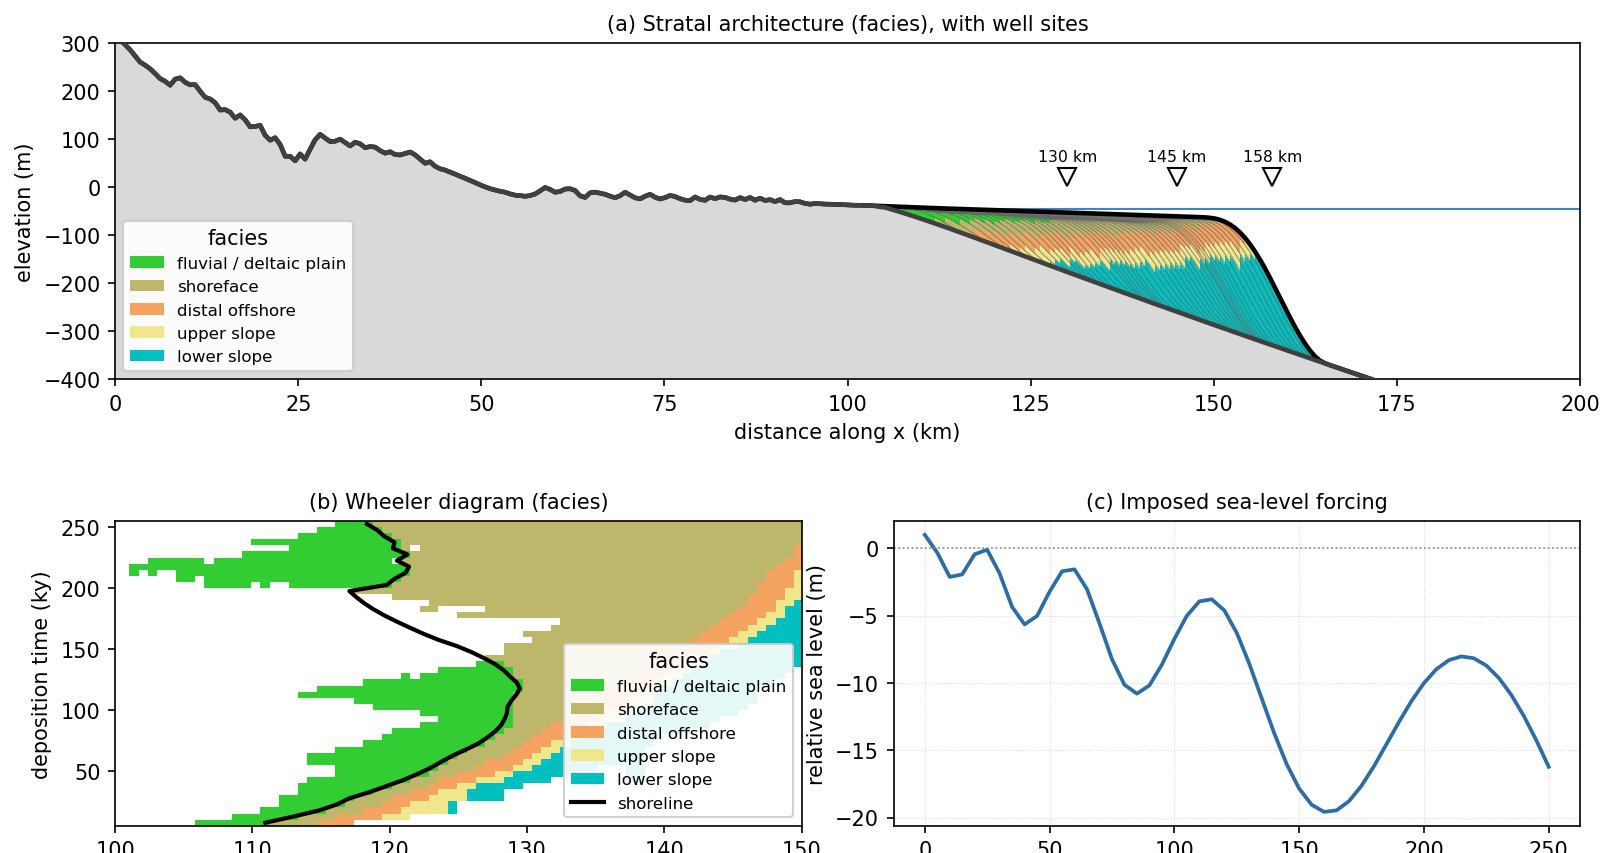 (a) Stratal architecture (facies), with well sites
300
200
100
0
−100
−200
−300
−400
elevation (m)
130 km
145 km
158 km
facies
fluvial / deltaic plain
shoreface
distal offshore
upper slope
lower slope
0
25
50
75
100
125
150
175
200
distance along x (km)
(b) Wheeler diagram (facies)
250
200
150
100
50
deposition time (ky)
facies
fluvial / deltaic plain
shoreface
distal offshore
upper slope
lower slope
shoreline
100
110
120
130
140
150
(c) Imposed sea-level forcing
0
−5
−10
−15
−20
relative sea level (m)
0
50
100
150
200
250